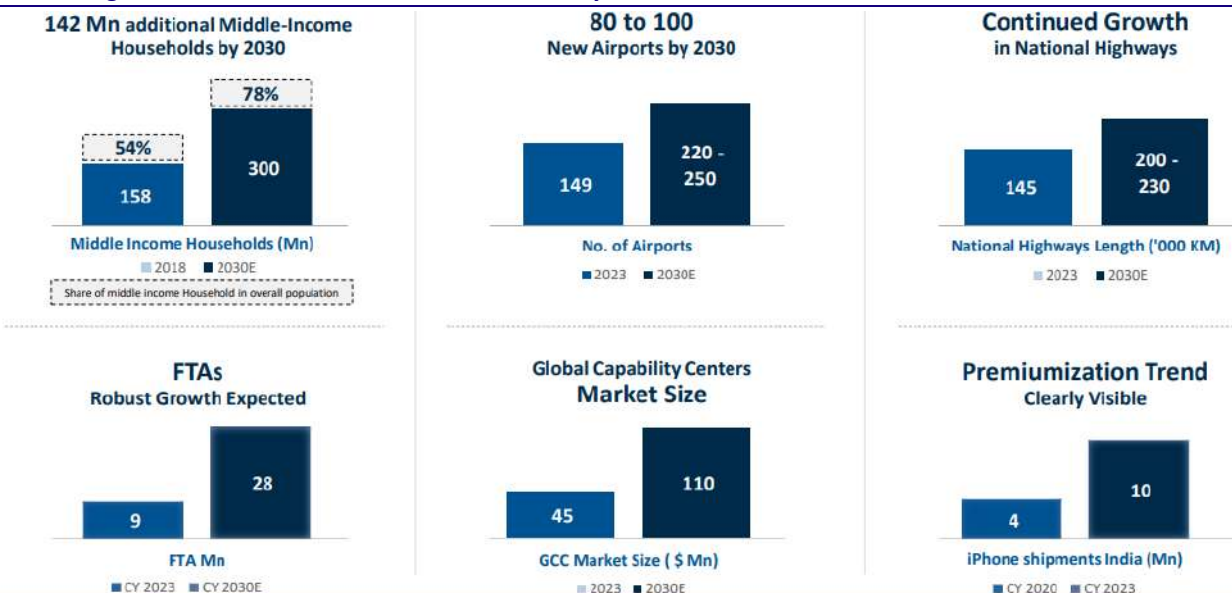 142 Mn additional Middle-Income
Households by 2030
78%
54%
300
158
Middle Income Households (Mn)
2018 2030E
Share of middle income Household in overall population
80 to 100
New Airports by 2030
220 -
250
149
No. of Airports
2023 2030E
Continued Growth
in National Highways
200 -
230
145
National Highways Length ('000 KM)
2023 2030E
FTAs
Robust Growth Expected
28
9
FTA Mn
CY 2023 CY 2030E
Global Capability Centers
Market Size
110
45
GCC Market Size ( $ Mn)
2023 2030E
Premiumization Trend
Clearly Visible
10
4
iPhone shipments India (Mn)
CY 2020 CY 2023